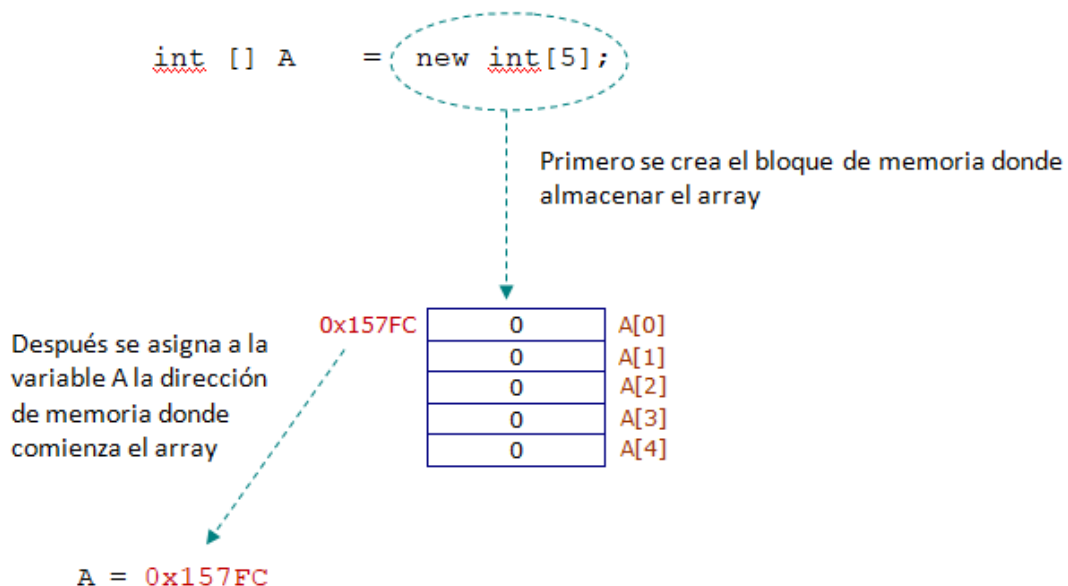 int [] A = new int[5];
Primero se crea el bloque de memoria donde
almacenar el array
0x157FC 0 A[0]
0 A[1]
0 A[2]
0 A[3]
0 A[4]
Después se asigna a la
variable A la dirección
de memoria donde
comienza el array
A = 0x157FC